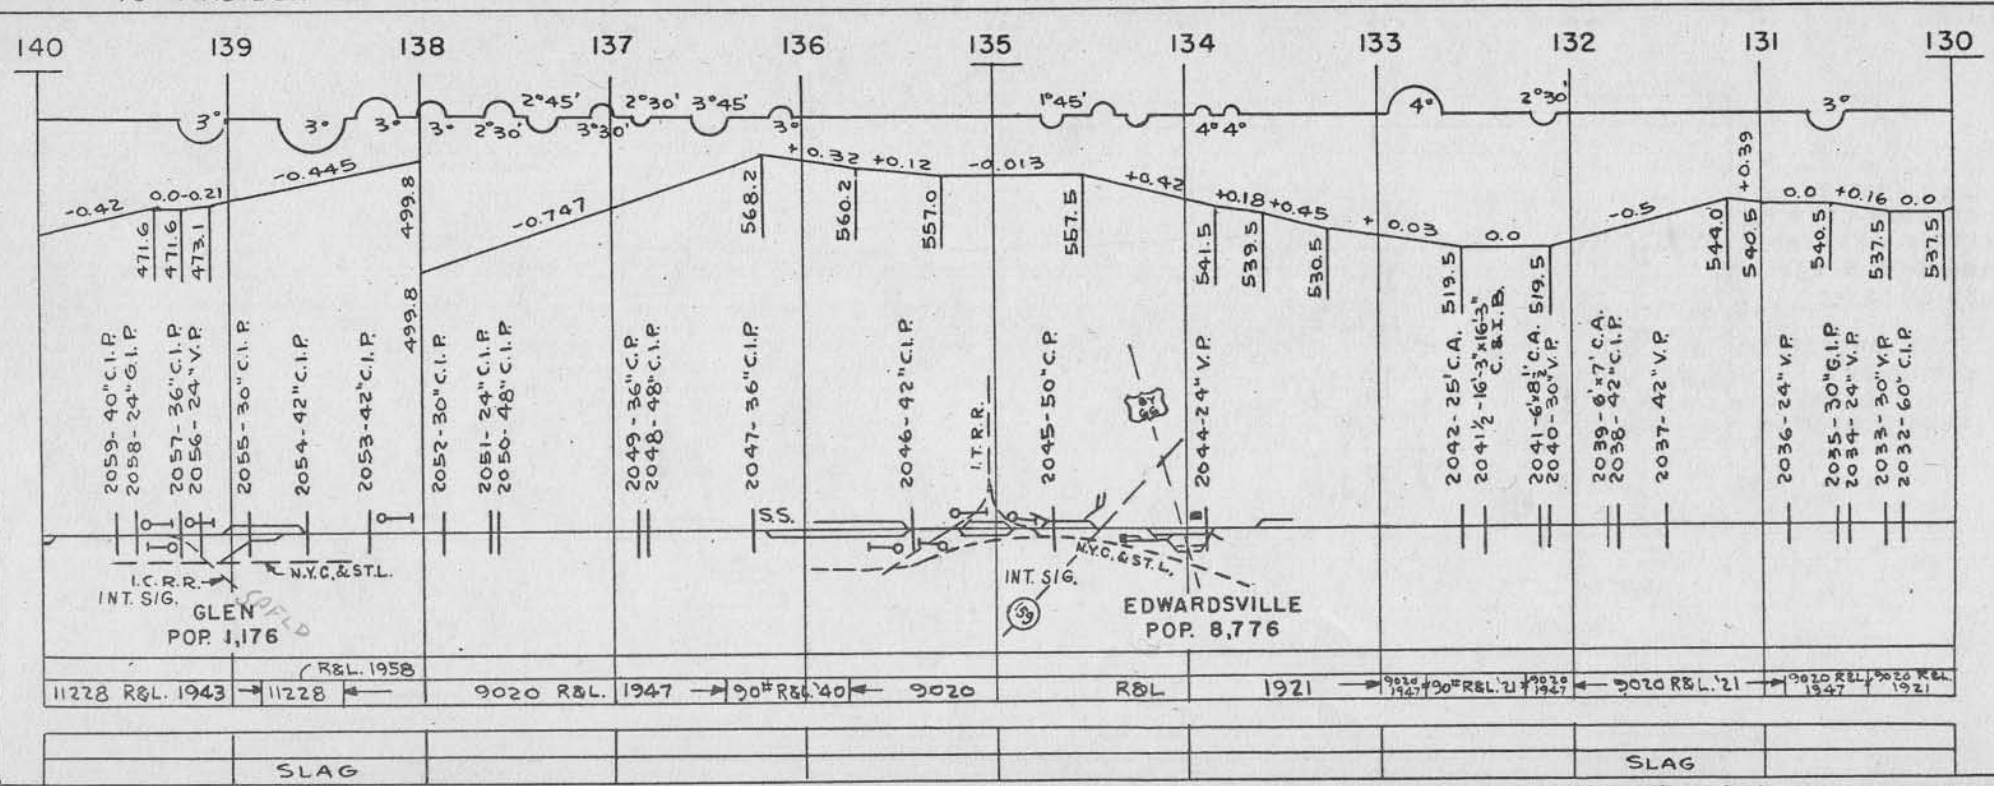 140 139 138 137 136 135 134 133 132 131 130
3° 3° 3° 3° 2°30' 2°45' 3°30' 2°30' 3°45' 3° 1°45' 4° 4° 4° 2°30' 3°
-0.42 0.0 -0.21 -0.445 -0.747 +0.32 +0.12 -0.013 +0.42 +0.18 +0.45 +0.03 0.0 -0.5 +0.39 0.0 +0.16 0.0
471.6 471.6 473.1 499.8 499.8 568.2 560.2 557.0 557.5 541.5 539.5 530.5 519.5 519.5 544.0 540.5 540.5 537.5 537.5
2059-40"C.I.P.
2058-24"G.I.P.
2057-36"C.I.P.
2056-24"V.P.
2055-30"C.I.P.
2054-42"C.I.P.
2053-42"C.I.P.
2052-30"C.I.P.
2051-24"C.I.P.
2050-48"C.I.P.
2049-36"C.P.
2048-48"C.I.P.
2047-36"C.I.P.
2046-42"C.I.P.
I.T.R.R.
2045-50"C.P.
2044-24"V.P.
2042-25'C.A.
2041½-16'-3"x16'-3"
C.&I.B.
2041-6'x8½' C.A.
2040-30"V.P.
2039-6'x7' C.A.
2038-42"C.I.P.
2037-42"V.P.
2036-24"V.P.
2035-30"G.I.P.
2034-24"V.P.
2033-30"V.P.
2032-60"C.I.P.
66
S.S.
I.C.R.R.
INT. SIG.
N.Y.C.&ST.L.
INT. SIG.
N.Y.C.&ST.L.
159
GLEN
SPFLD
POP. 1,176
EDWARDSVILLE
POP. 8,776
R&L. 1958
11228 R&L. 1943 11228 9020 R&L. 1947 90# R&L'40 9020 R&L 1921 9020 1947 90# R&L.'21 9020 1947 9020 R&L.'21 9020 R&L 1947 9020 R&L. 1921
SLAG SLAG